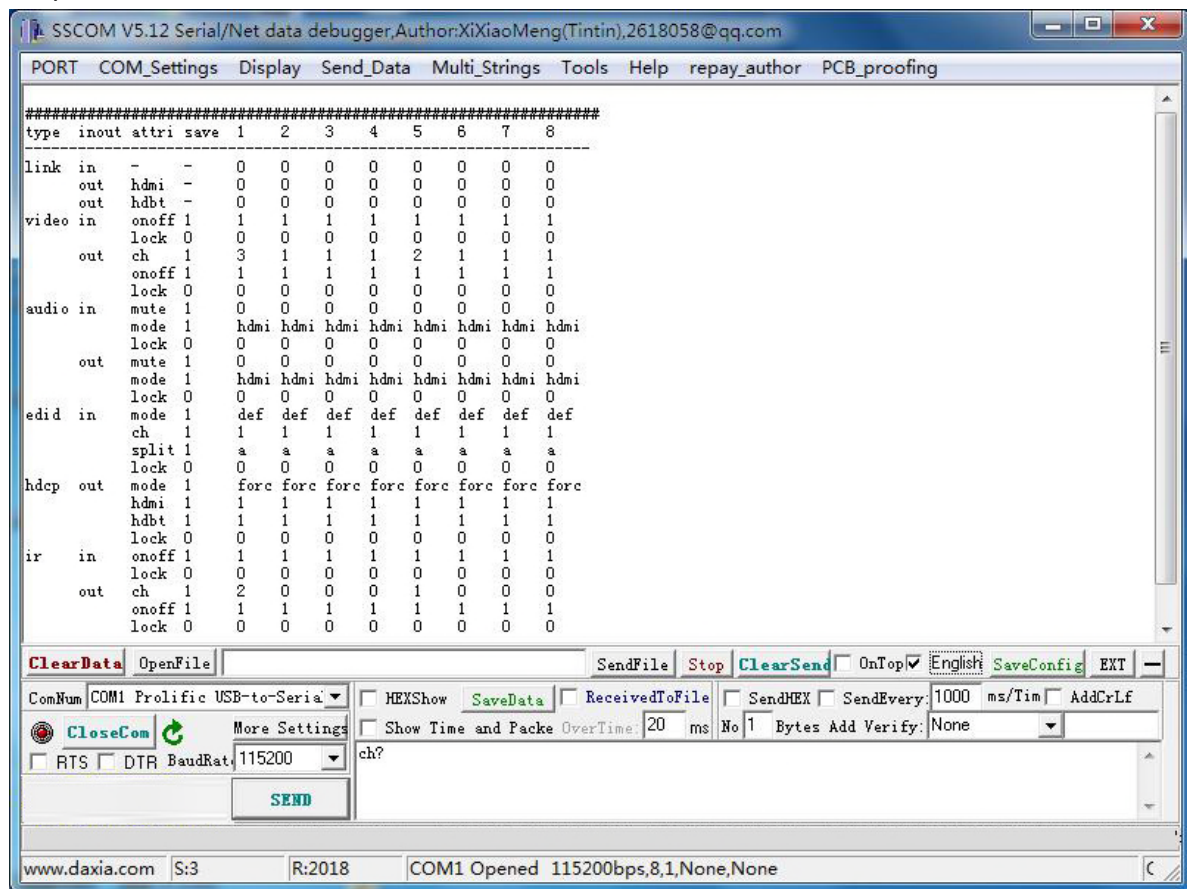 SSCOM V5.12 Serial/Net data debugger,Author:XiXiaoMeng(Tintin),2618058@qq.com
PORT COM_Settings Display Send_Data Multi_Strings Tools Help repay_author PCB_proofing
#################################################################
type inout attri save 1 2 3 4 5 6 7 8
----------------------------------------------------------------
link in - - 0 0 0 0 0 0 0 0
out hdmi - 0 0 0 0 0 0 0 0
out hdbt - 0 0 0 0 0 0 0 0
video in onoff 1 1 1 1 1 1 1 1 1
lock 0 0 0 0 0 0 0 0 0
out ch 1 3 1 1 1 2 1 1 1
onoff 1 1 1 1 1 1 1 1 1
lock 0 0 0 0 0 0 0 0 0
audio in mute 1 0 0 0 0 0 0 0 0
mode 1 hdmi hdmi hdmi hdmi hdmi hdmi hdmi hdmi
lock 0 0 0 0 0 0 0 0 0
out mute 1 0 0 0 0 0 0 0 0
mode 1 hdmi hdmi hdmi hdmi hdmi hdmi hdmi hdmi
lock 0 0 0 0 0 0 0 0 0
edid in mode 1 def def def def def def def def
ch 1 1 1 1 1 1 1 1 1
split 1 a a a a a a a a
lock 0 0 0 0 0 0 0 0 0
hdcp out mode 1 forc forc forc forc forc forc forc forc
hdmi 1 1 1 1 1 1 1 1 1
hdbt 1 1 1 1 1 1 1 1 1
lock 0 0 0 0 0 0 0 0 0
ir in onoff 1 1 1 1 1 1 1 1 1
lock 0 0 0 0 0 0 0 0 0
out ch 1 2 0 0 0 1 0 0 0
onoff 1 1 1 1 1 1 1 1 1
lock 0 0 0 0 0 0 0 0 0
ClearData OpenFile SendFile Stop ClearSend OnTop English SaveConfig EXT —
ComNum COM1 Prolific USB-to-Seria HEXShow SaveData ReceivedToFile SendHEX SendEvery: 1000 ms/Tim AddCrLf
CloseCom More Settings Show Time and Packe OverTime: 20 ms No 1 Bytes Add Verify: None
RTS DTR BaudRat 115200 ch?
SEND
www.daxia.com S:3 R:2018 COM1 Opened 115200bps,8,1,None,None